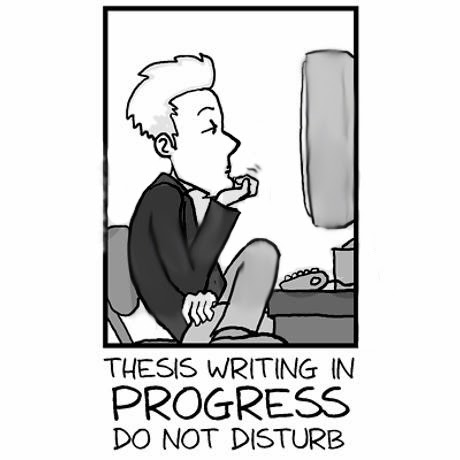 THESIS WRITING IN
PROGRESS
DO NOT DISTURB